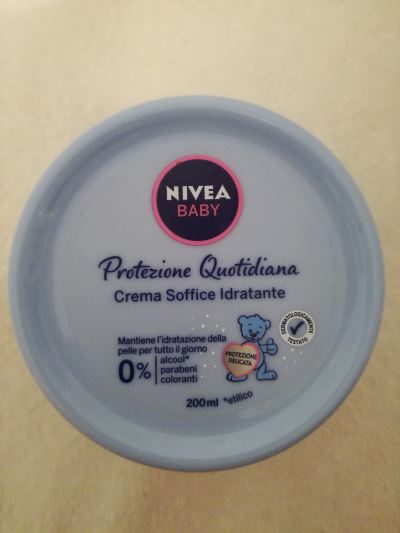 NIVEA
BABY
Protezione Quotidiana
Crema Soffice Idratante
DERMATOLOGICAMENTE
TESTATO
Mantiene l'idratazione della
pelle per tutto il giorno
0% alcool*
parabeni
coloranti
PROTEZIONE
DELICATA
200ml *etilico